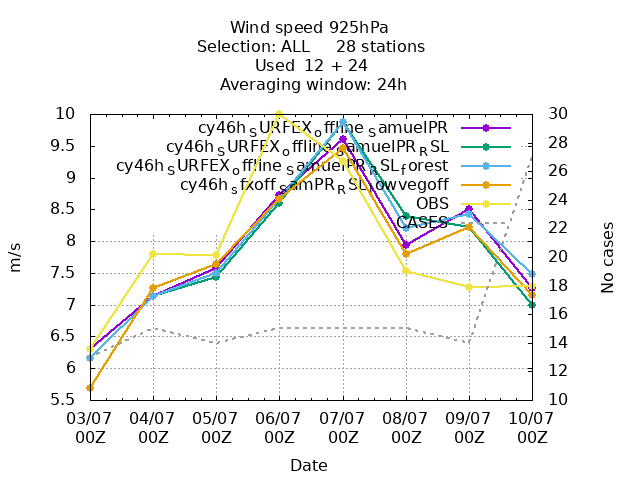 Wind speed 925hPa
Selection: ALL 28 stations
Used 12 + 24
Averaging window: 24h
cy46h_SURFEX_offline_SamuelPR
cy46h_SURFEX_offlline_SamuelPR_RSL
cy46h_SURFEX_offline_SamuelPR_RSL_forest
cy46h_sfxoff_SamPR_RSL_lowvegoff
OBS
CASES
10
9.5
9
8.5
8
7.5
7
6.5
6
5.5
m/s
30
28
26
24
22
20
18
16
14
12
10
No cases
03/07 04/07 05/07 06/07 07/07 08/07 09/07 10/07
00Z 00Z 00Z 00Z 00Z 00Z 00Z 00Z
Date